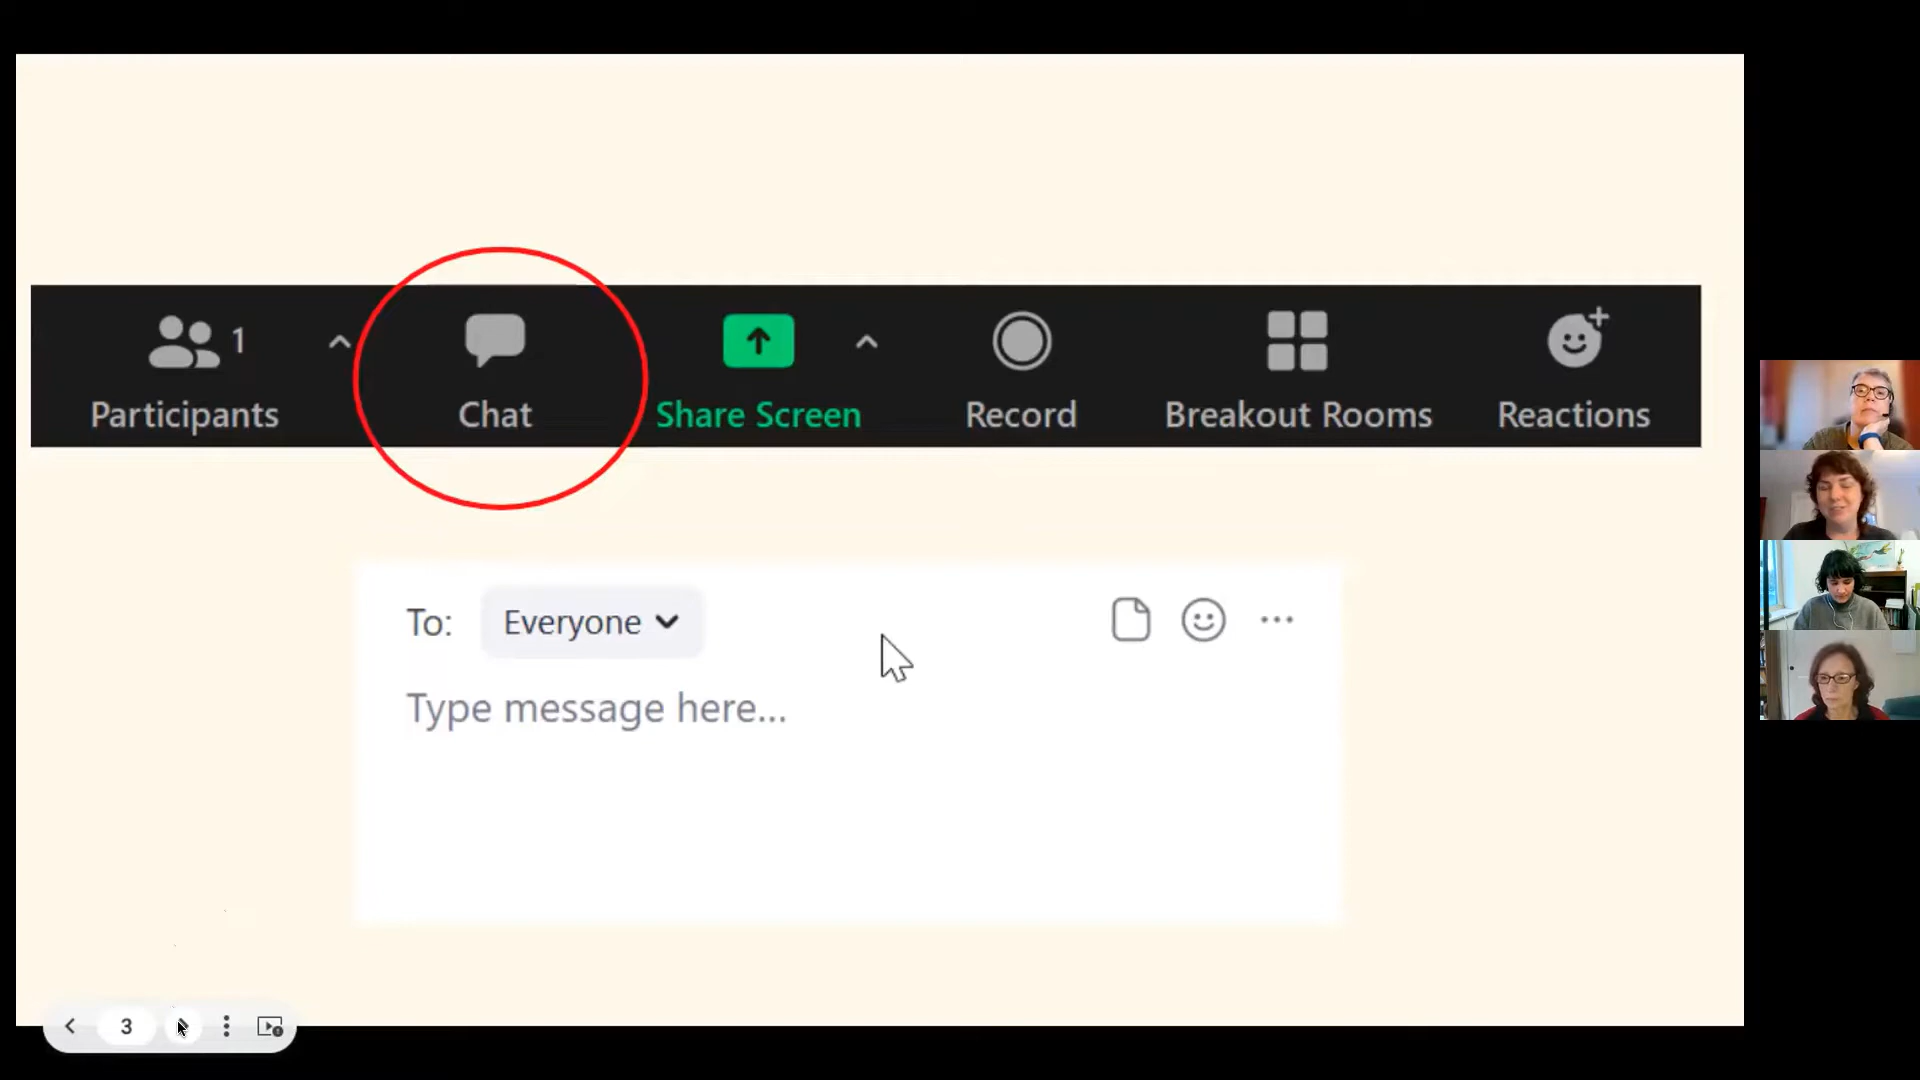 1
Participants
Chat
Share Screen
Record
Breakout Rooms
Reactions
To:
Everyone
Type message here...
3